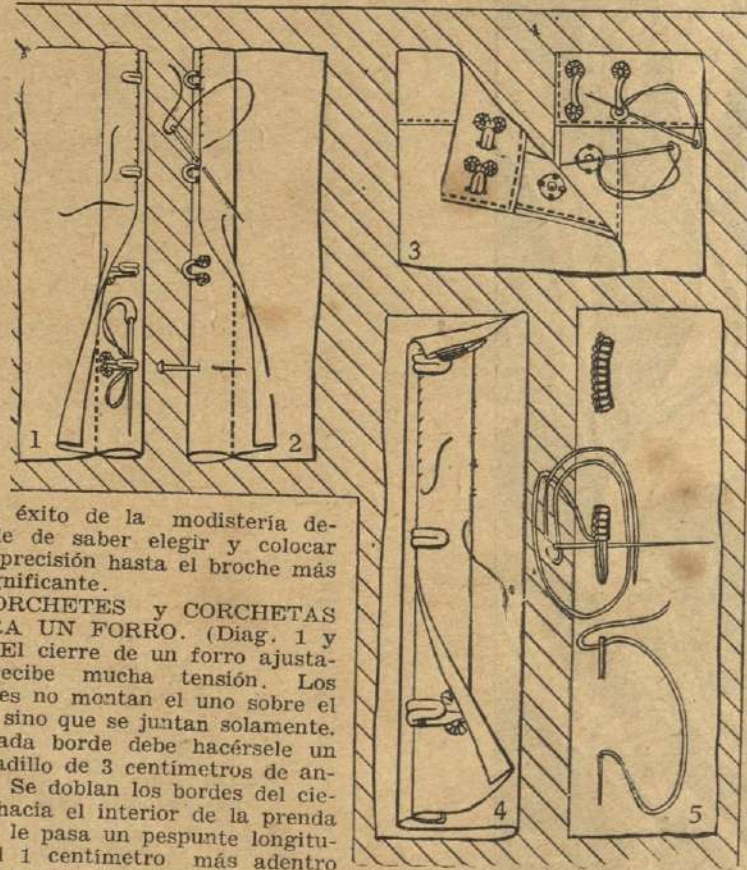 1
2
3
4
5
éxito de la modistería de-
de saber elegir y colocar
precisión hasta el broche más
gnificante.
ORCHETES y CORCHETAS
RA UN FORRO. (Diag. 1 y
El cierre de un forro ajusta-
ecibe mucha tensión. Los
es no montan el uno sobre el
sino que se juntan solamente.
ada borde debe hacérsele un
adillo de 3 centímetros de an-
Se doblan los bordes del cie-
hacia el interior de la prenda
le pasa un pespunte longitu-
1 centímetro más adentro